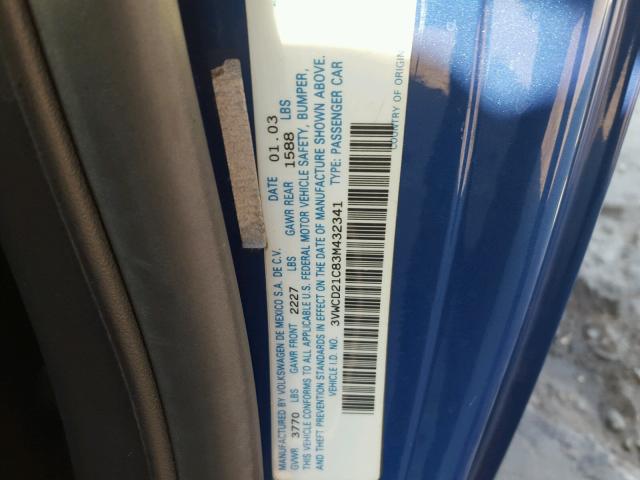 MANUFACTURED BY VOLKSWAGEN DE MEXICO S.A. DE C.V. DATE 01.03
GVWR 3770 LBS GAWR FRONT 2227 LBS GAWR REAR 1588 LBS
THIS VEHICLE CONFORMS TO ALL APPLICABLE U.S. FEDERAL MOTOR VEHICLE SAFETY, BUMPER,
AND THEFT PREVENTION STANDARDS IN EFFECT ON THE DATE OF MANUFACTURE SHOWN ABOVE.
VEHICLE I.D. NO. 3VWCD21C83M432341 TYPE: PASSENGER CAR
COUNTRY OF ORIGIN